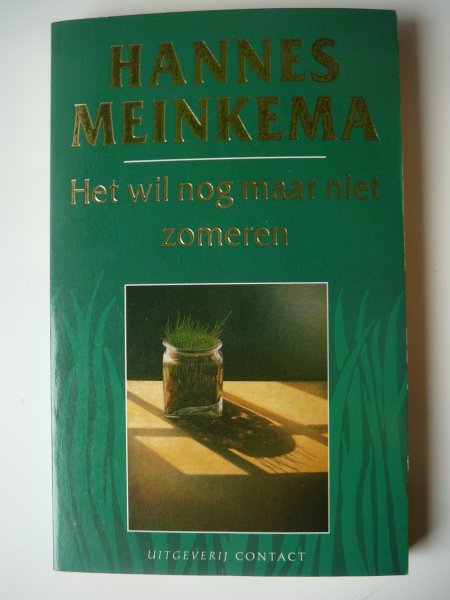 HANNES
MEINKEMA
Het wil nog maar niet
zomeren
UITGEVERIJ CONTACT